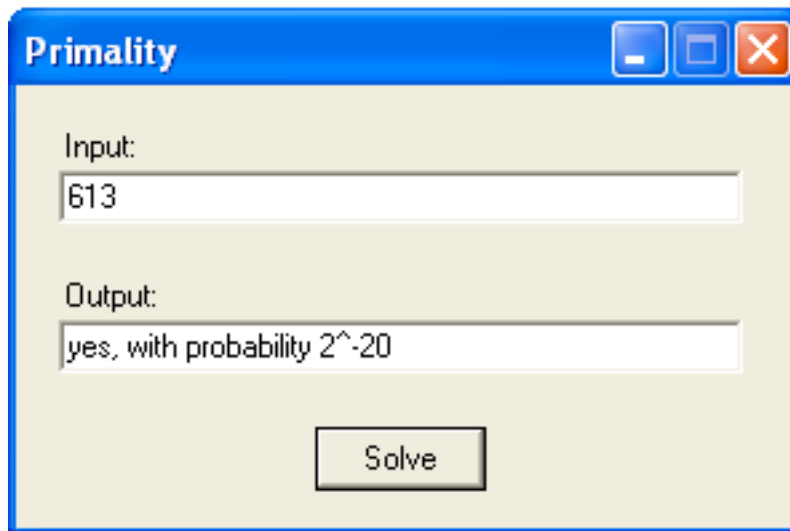 Primality
Input:
613
Output:
yes, with probability 2^-20
Solve